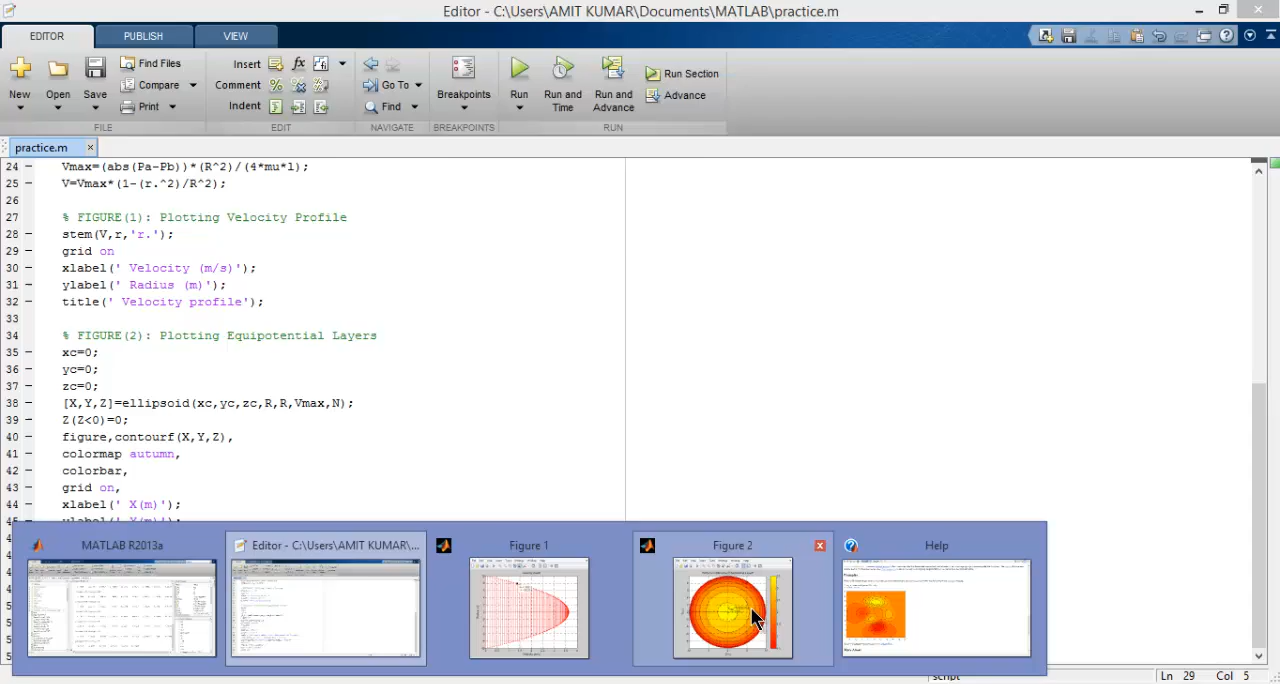 Editor - C:\Users\AMIT KUMAR\Documents\MATLAB\practice.m
EDITOR PUBLISH VIEW
New Open Save Find Files Compare Print
Insert fx Comment % Indent
Go To Find
Breakpoints
Run Run and Time Run and Advance Run Section Advance
FILE EDIT NAVIGATE BREAKPOINTS RUN
practice.m
24 - Vmax=(abs(Pa-Pb))*(R^2)/(4*mu*l);
25 - V=Vmax*(1-(r.^2)/R^2);
26
27 % FIGURE(1): Plotting Velocity Profile
28 - stem(V,r,'r.');
29 - grid on
30 - xlabel(' Velocity (m/s)');
31 - ylabel(' Radius (m)');
32 - title(' Velocity profile');
33
34 % FIGURE(2): Plotting Equipotential Layers
35 - xc=0;
36 - yc=0;
37 - zc=0;
38 - [X,Y,Z]=ellipsoid(xc,yc,zc,R,R,Vmax,N);
39 - Z(Z<0)=0;
40 - figure,contourf(X,Y,Z),
41 - colormap autumn,
42 - colorbar,
43 - grid on,
44 - xlabel(' X(m)');
MATLAB R2013a
Editor - C:\Users\AMIT KUMAR\...
Figure 1
Figure 2
Help
script Ln 29 Col 5